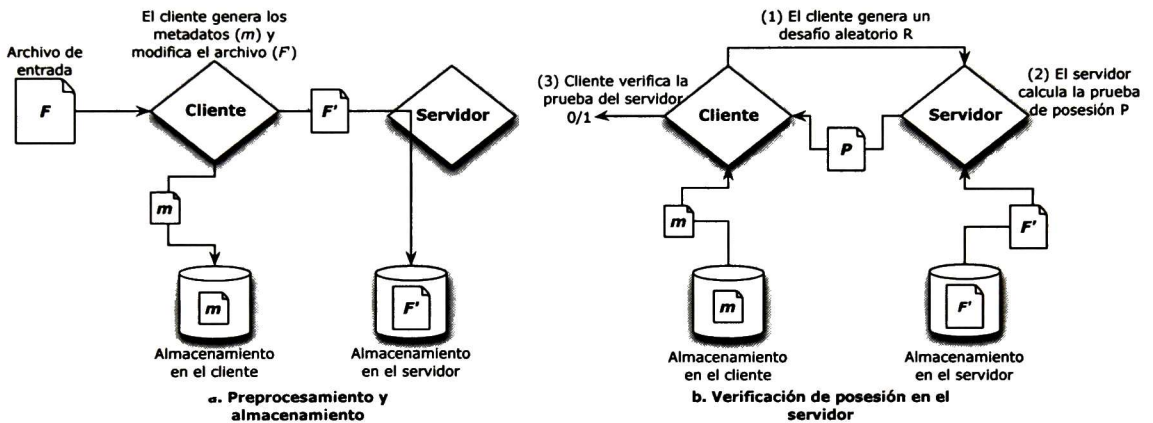 El cliente genera los
metadatos (m) y
modifica el archivo (F')
Archivo de
entrada
F
Cliente
F'
Servidor
m
m
F'
Almacenamiento
en el cliente
Almacenamiento
en el servidor
a. Preprocesamiento y
almacenamiento
(1) El cliente genera un
desafío aleatorio R
(3) Cliente verifica la
prueba del servidor
0/1
Cliente
P
Servidor
(2) El servidor
calcula la prueba
de posesión P
m
F'
m
F'
Almacenamiento
en el cliente
Almacenamiento
en el servidor
b. Verificación de posesión en el
servidor